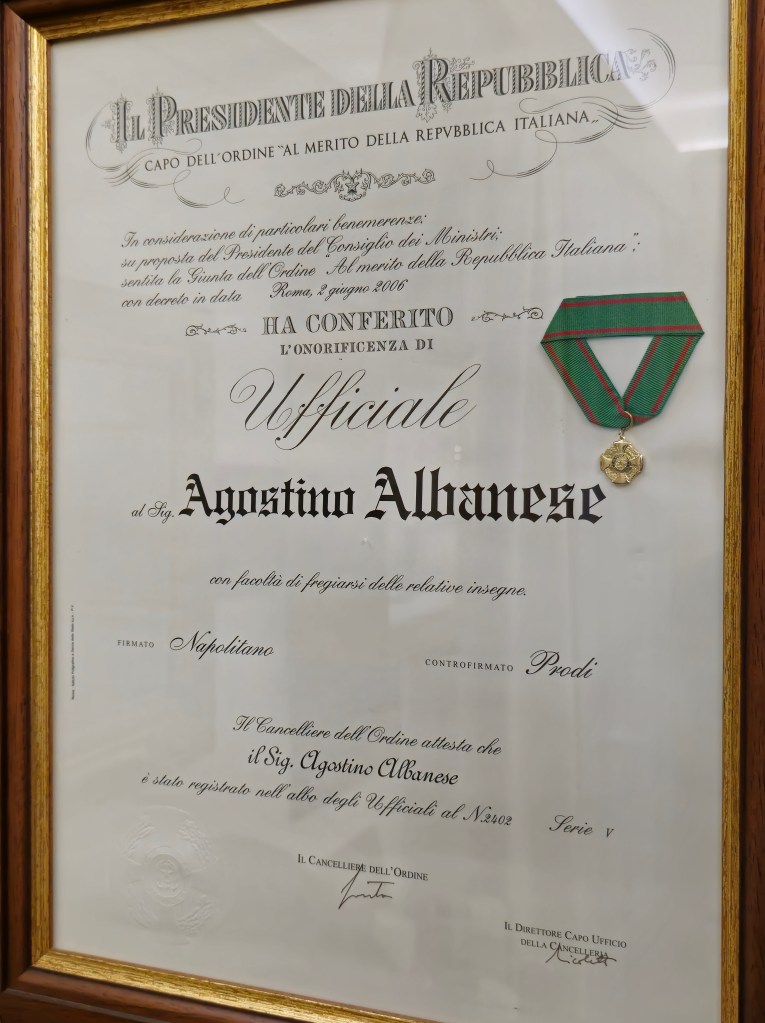 IL PRESIDENTE DELLA REPUBBLICA
CAPO DELL'ORDINE "AL MERITO DELLA REPVBBLICA ITALIANA„
In considerazione di particolari benemerenze;
su proposta del Presidente del Consiglio dei Ministri;
sentita la Giunta dell'Ordine "Al merito della Repubblica Italiana";
con decreto in data Roma, 2 giugno 2006
HA CONFERITO
L'ONORIFICENZA DI
Ufficiale
al Sig. Agostino Albanese
con facoltà di fregiarsi delle relative insegne.
FIRMATO Napolitano
CONTROFIRMATO Prodi
Il Cancelliere dell'Ordine attesta che
il Sig. Agostino Albanese
è stato registrato nell'albo degli Ufficiali al N.2402 Serie V
IL CANCELLIERE DELL'ORDINE
IL DIRETTORE CAPO UFFICIO
DELLA CANCELLERIA